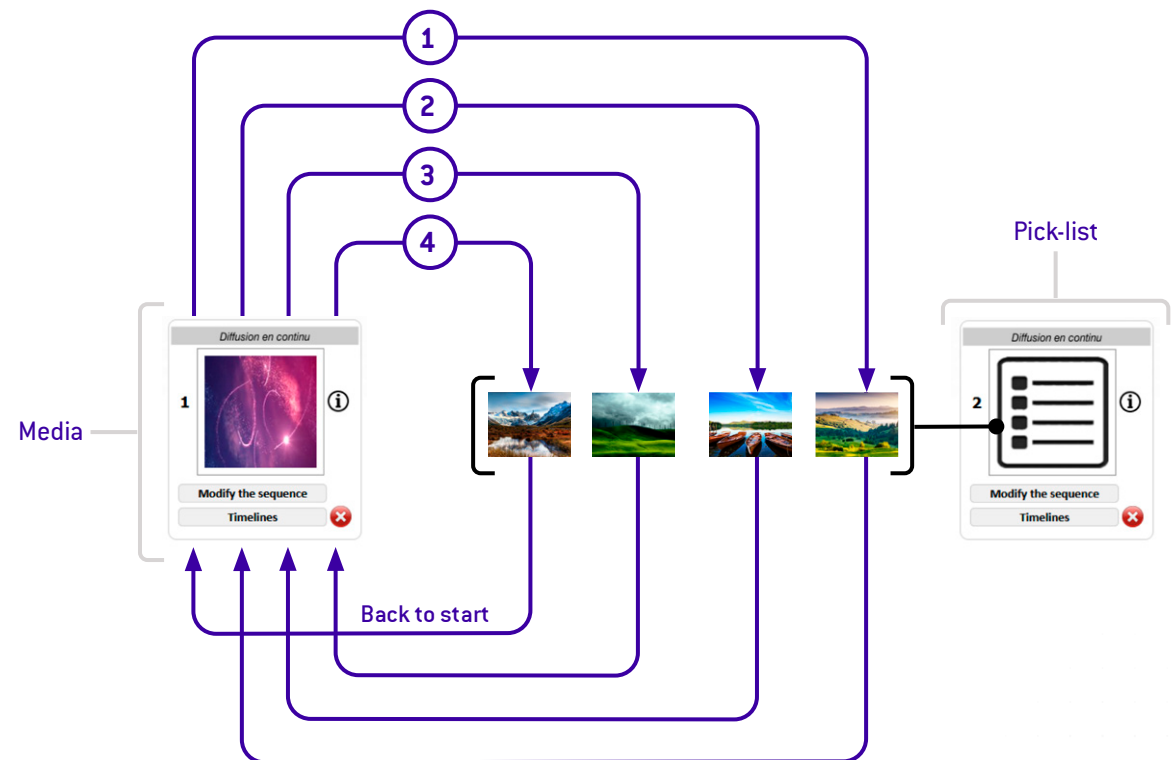 1
2
3
4
Pick-list
Media
Diffusion en continu
1
i
Modify the sequence
Timelines
Back to start
Diffusion en continu
2
i
Modify the sequence
Timelines